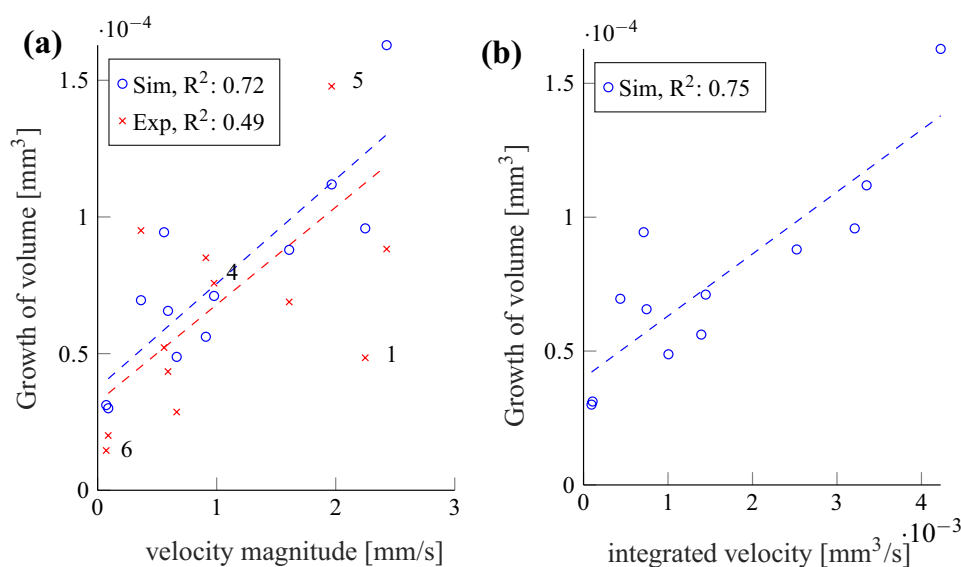 (a)
·10⁻⁴
Growth of volume [mm³]
1.5
1
0.5
0
Sim, R²: 0.72
Exp, R²: 0.49
5
4
1
6
0
1
2
3
velocity magnitude [mm/s]
(b)
·10⁻⁴
Growth of volume [mm³]
1.5
1
0.5
0
Sim, R²: 0.75
0
1
2
3
4
·10⁻³
integrated velocity [mm³/s]